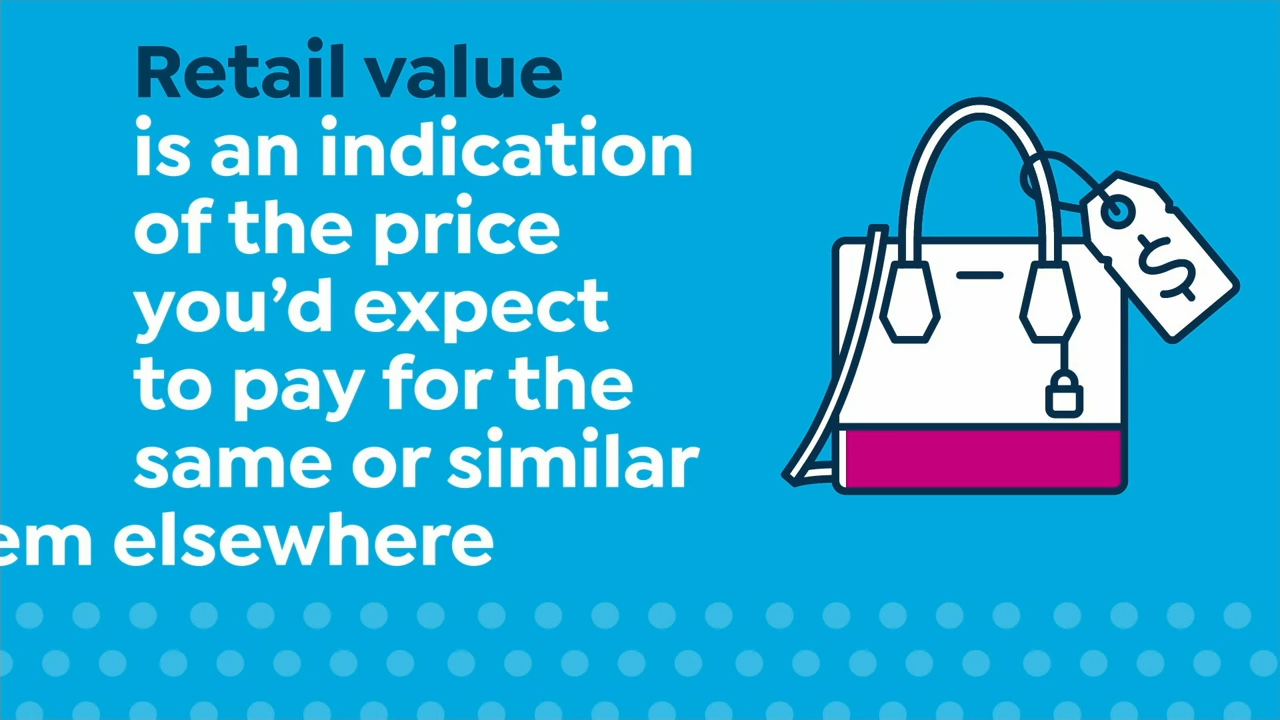 Retail value
is an indication
of the price
you’d expect
to pay for the
same or similar
em elsewhere
$